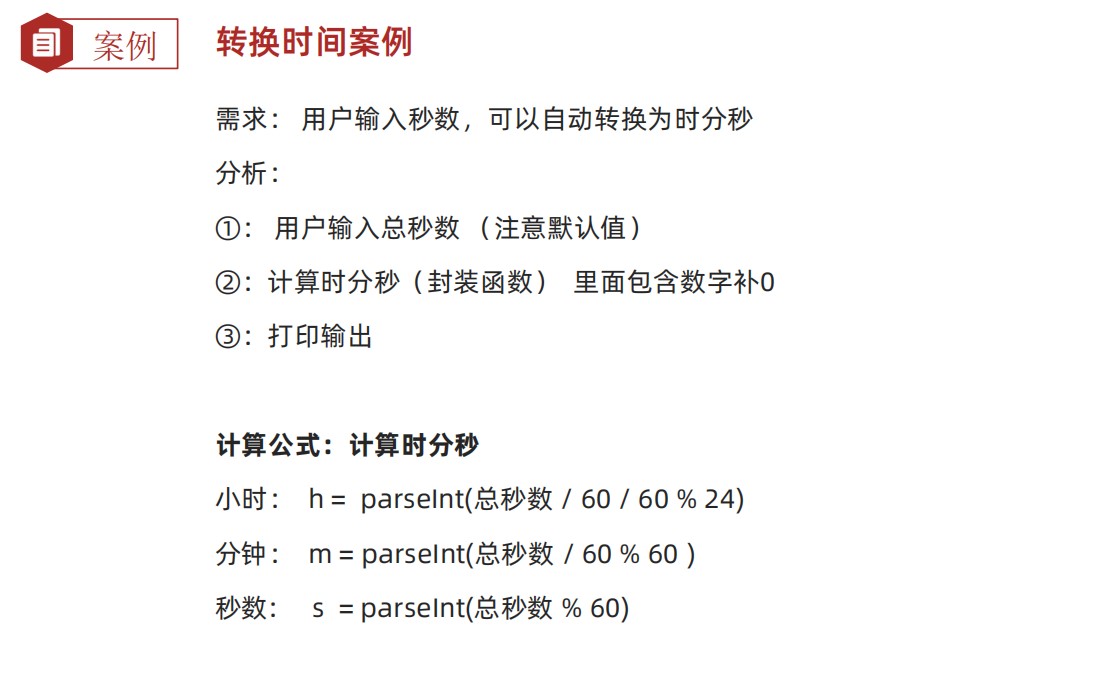 案例
转换时间案例
需求： 用户输入秒数，可以自动转换为时分秒
分析：
①： 用户输入总秒数 （注意默认值）
②：计算时分秒（封装函数） 里面包含数字补0
③：打印输出
计算公式：计算时分秒
小时： h = parseInt(总秒数 / 60 / 60 % 24)
分钟： m = parseInt(总秒数 / 60 % 60 )
秒数： s = parseInt(总秒数 % 60)